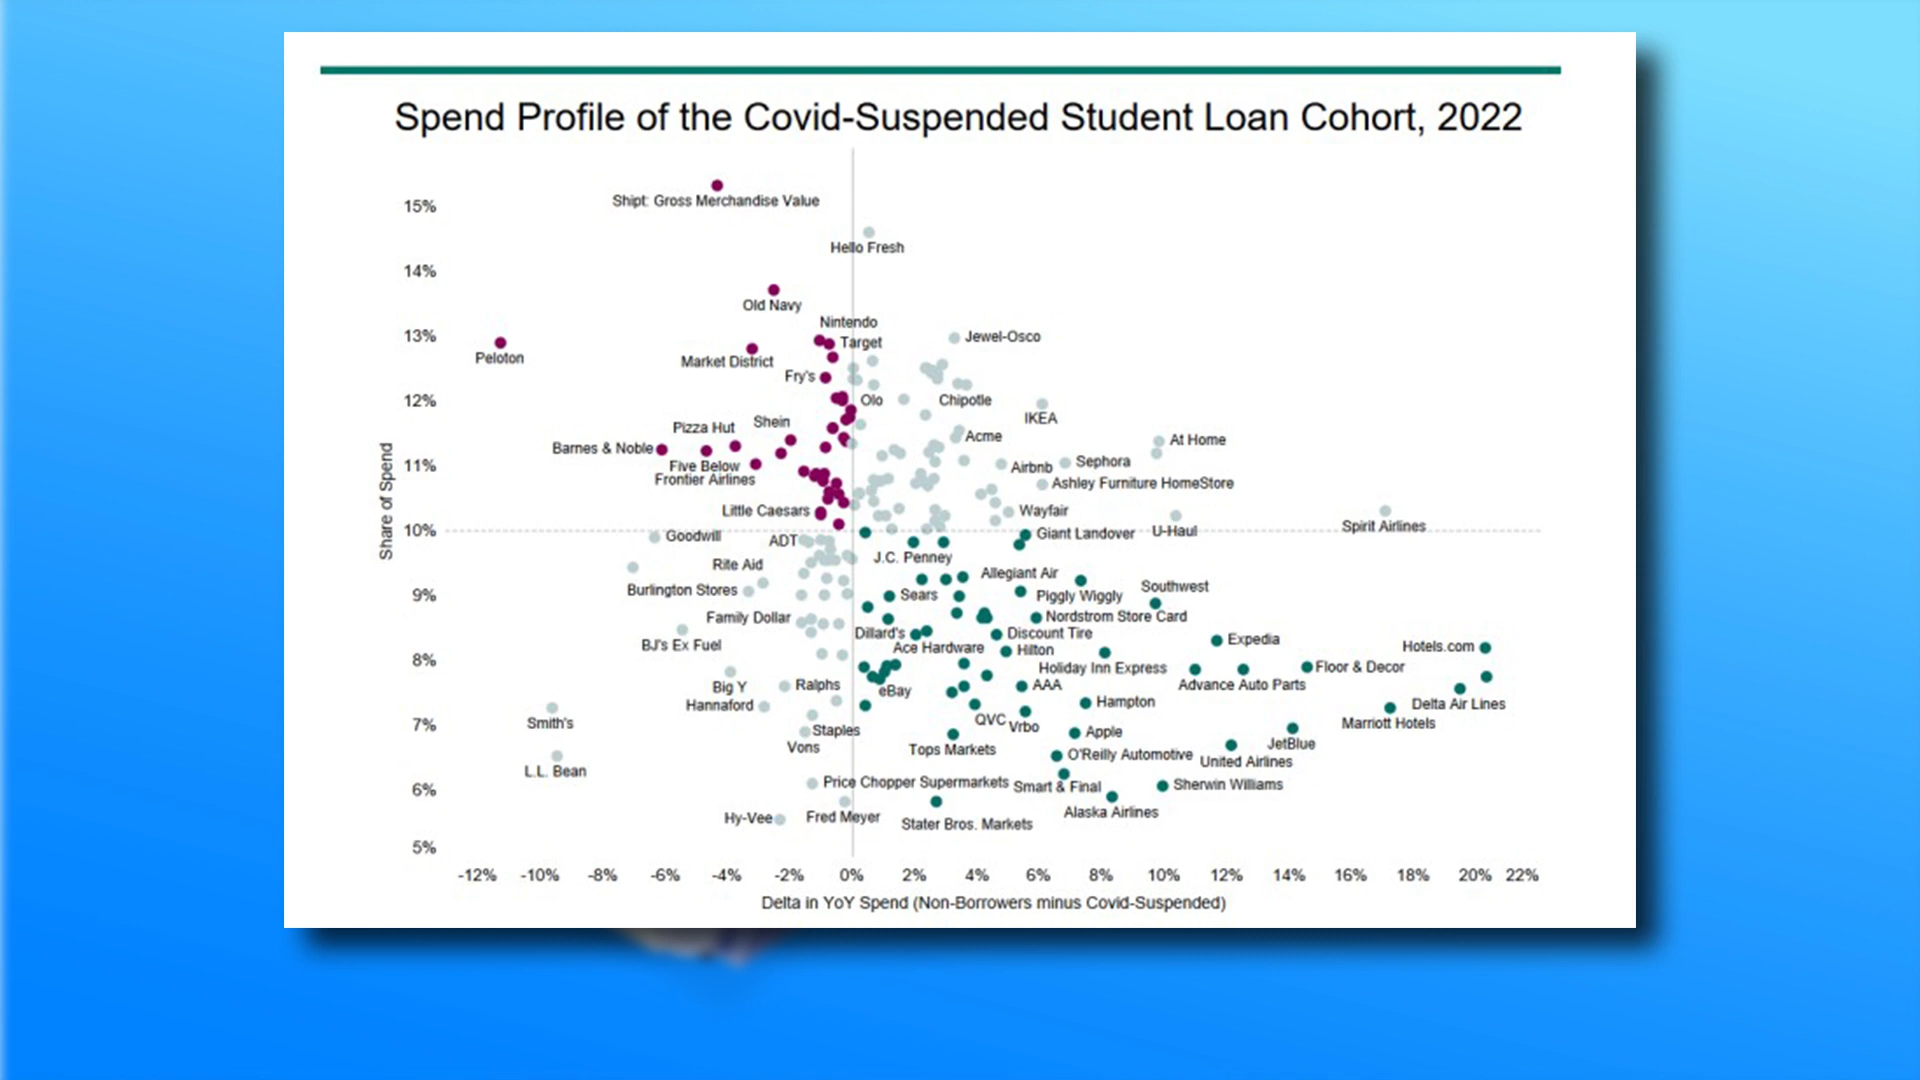 Spend Profile of the Covid-Suspended Student Loan Cohort, 2022
Share of Spend
15%
14%
13%
12%
11%
10%
9%
8%
7%
6%
5%
Shipt: Gross Merchandise Value
Hello Fresh
Old Navy
Nintendo
Jewel-Osco
Target
Peloton
Market District
Fry's
Olo
Chipotle
IKEA
Pizza Hut
Shein
Acme
At Home
Barnes & Noble
Five Below
Airbnb
Sephora
Frontier Airlines
Ashley Furniture HomeStore
Little Caesars
Wayfair
Spirit Airlines
Goodwill
ADT
Giant Landover
U-Haul
J.C. Penney
Rite Aid
Allegiant Air
Burlington Stores
Sears
Piggly Wiggly
Southwest
Family Dollar
Nordstrom Store Card
Dillard's
Discount Tire
Expedia
BJ's Ex Fuel
Ace Hardware
Hilton
Hotels.com
Holiday Inn Express
Floor & Decor
Big Y
Ralphs
eBay
AAA
Advance Auto Parts
Hannaford
Hampton
Delta Air Lines
Smith's
QVC
Vrbo
Marriott Hotels
Staples
Apple
Vons
Tops Markets
O'Reilly Automotive
JetBlue
United Airlines
L.L. Bean
Price Chopper Supermarkets
Smart & Final
Sherwin Williams
Hy-Vee
Fred Meyer
Stater Bros. Markets
Alaska Airlines
-12% -10% -8% -6% -4% -2% 0% 2% 4% 6% 8% 10% 12% 14% 16% 18% 20% 22%
Delta in YoY Spend (Non-Borrowers minus Covid-Suspended)